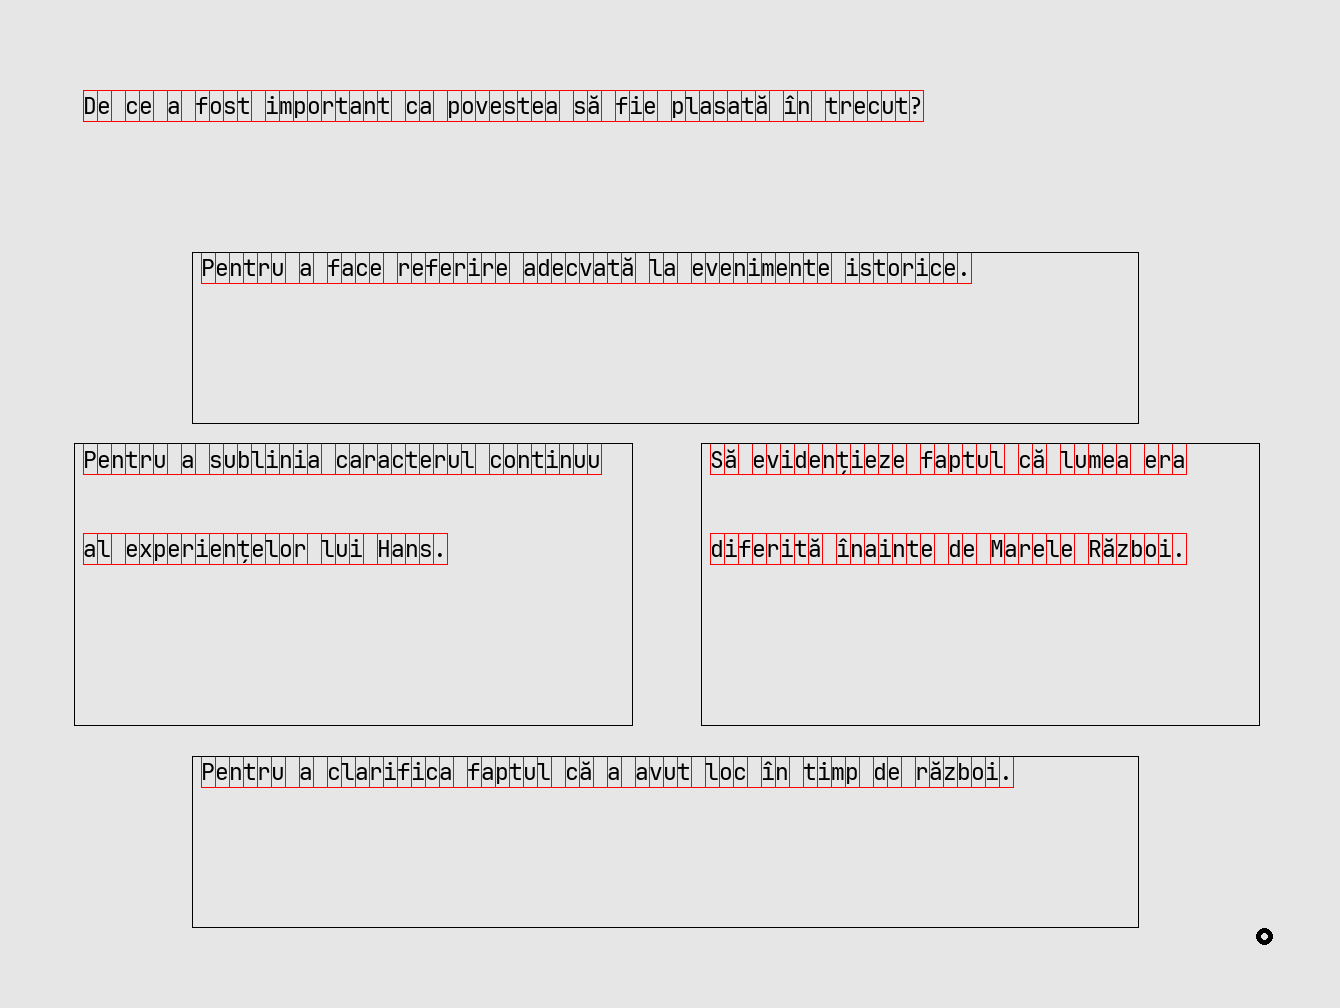 De ce a fost important ca povestea să fie plasată în trecut?
Pentru a face referire adecvată la evenimente istorice.
Pentru a sublinia caracterul continuu
al experiențelor lui Hans.
Să evidențieze faptul că lumea era
diferită înainte de Marele Război.
Pentru a clarifica faptul că a avut loc în timp de război.